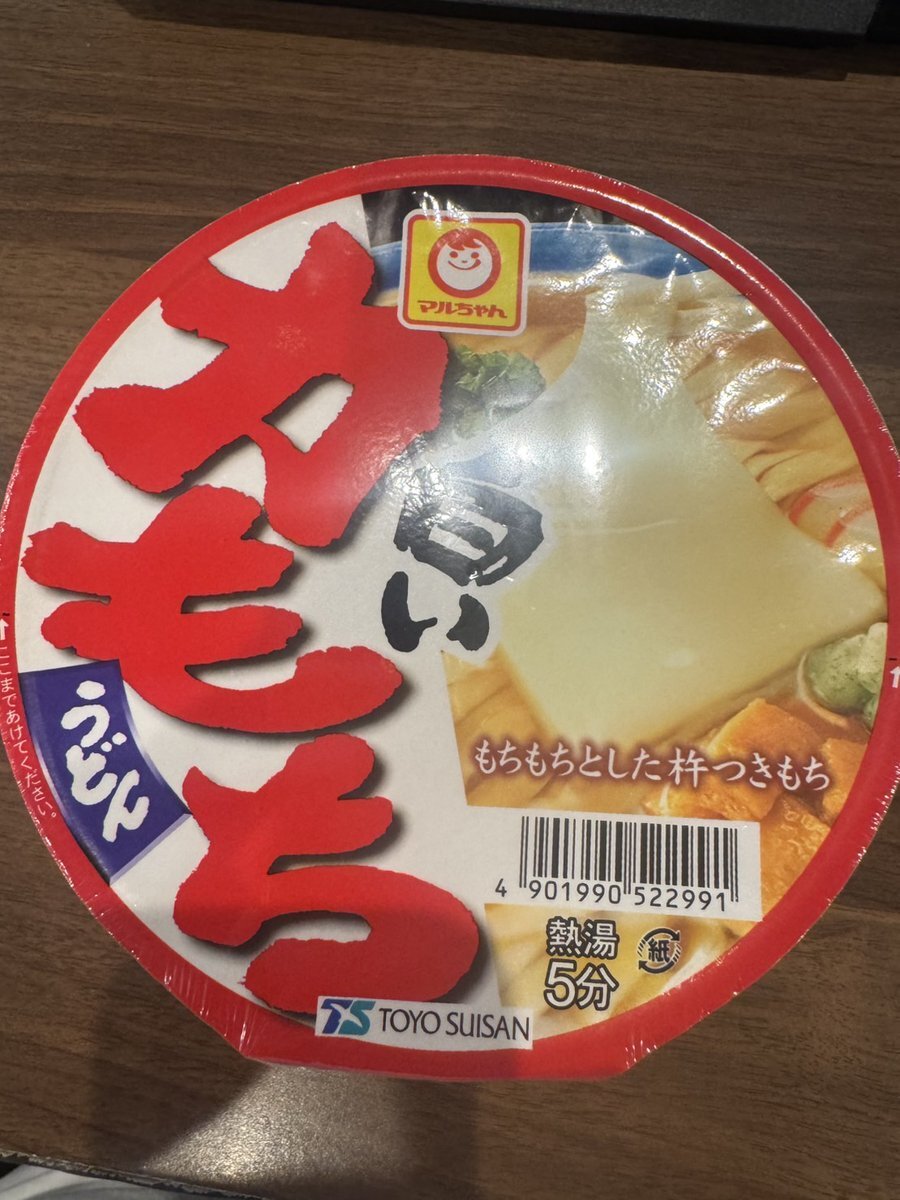 マルちゃん
赤い
力もち
うどん
もちもちとした杵つきもち
4 901990 522991
熱湯
5分
紙
TS TOYO SUISAN
ここまであけてください。